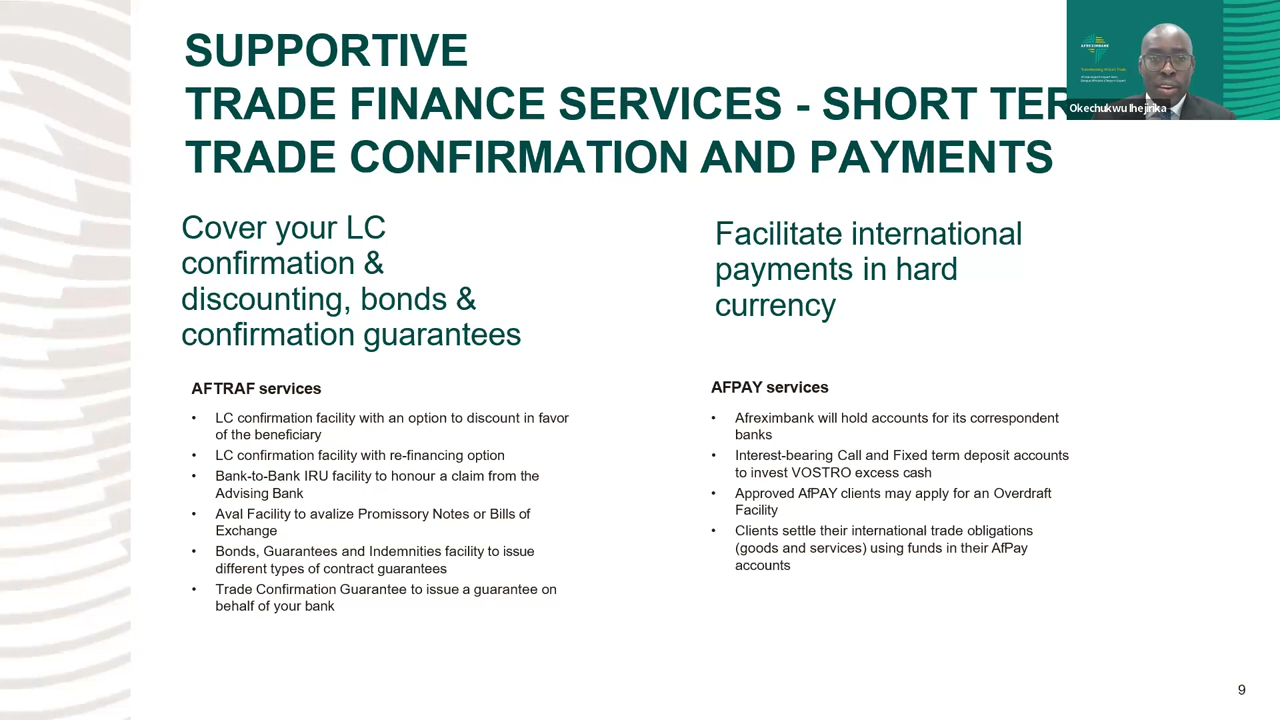 SUPPORTIVE
TRADE FINANCE SERVICES - SHORT TER
TRADE CONFIRMATION AND PAYMENTS
AFREXIMBANK
Okechukwu Ihejirika
Cover your LC
confirmation &
discounting, bonds &
confirmation guarantees
AFTRAF services
• LC confirmation facility with an option to discount in favor
of the beneficiary
• LC confirmation facility with re-financing option
• Bank-to-Bank IRU facility to honour a claim from the
Advising Bank
• Aval Facility to avalize Promissory Notes or Bills of
Exchange
• Bonds, Guarantees and Indemnities facility to issue
different types of contract guarantees
• Trade Confirmation Guarantee to issue a guarantee on
behalf of your bank
Facilitate international
payments in hard
currency
AFPAY services
• Afreximbank will hold accounts for its correspondent
banks
• Interest-bearing Call and Fixed term deposit accounts
to invest VOSTRO excess cash
• Approved AfPAY clients may apply for an Overdraft
Facility
• Clients settle their international trade obligations
(goods and services) using funds in their AfPay
accounts
9